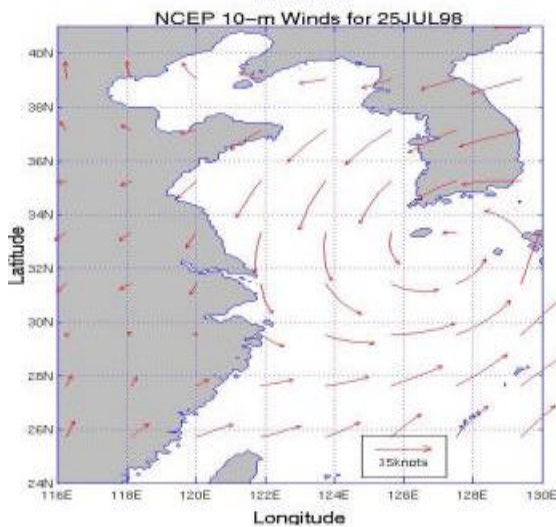 NCEP 10-m Winds for 25JUL98
40N
38N
36N
34N
32N
30N
28N
26N
24N
Latitude
35knots
116E 118E 120E 122E 124E 126E 128E 130E
Longitude